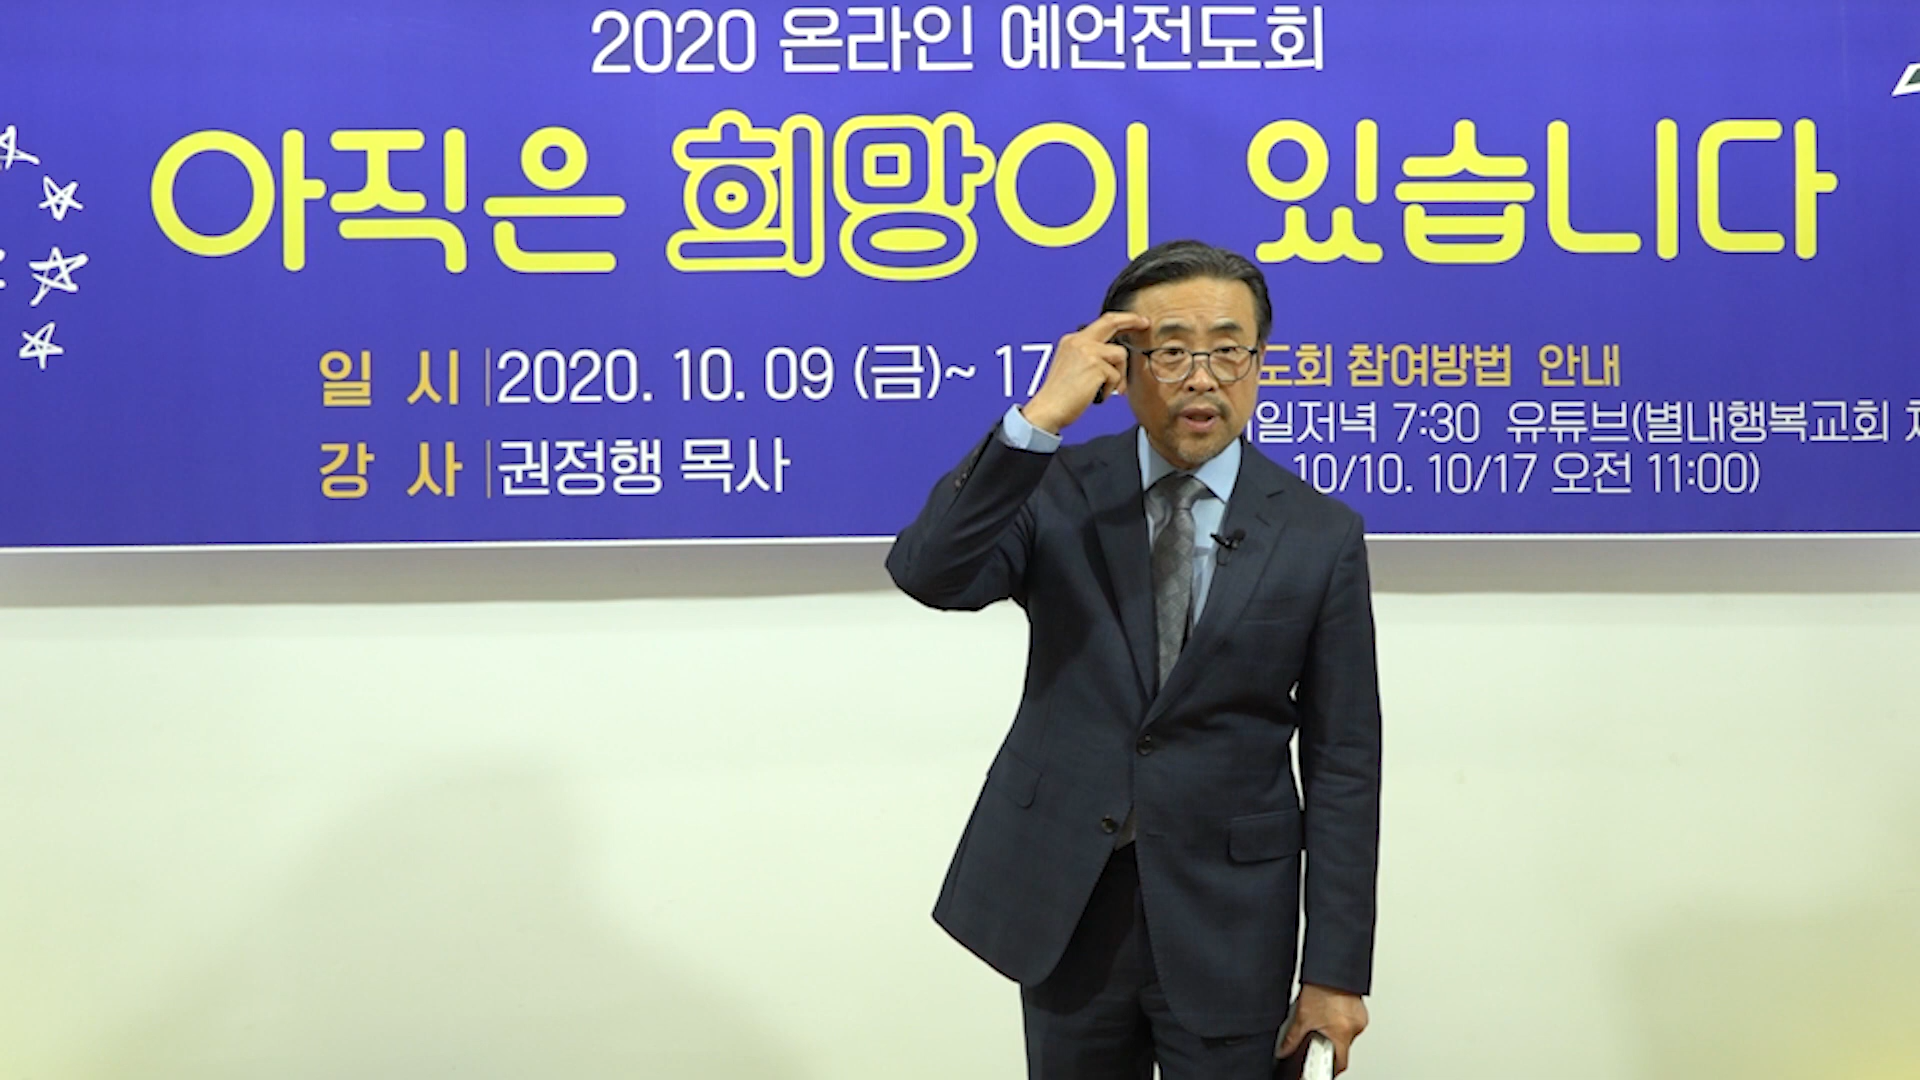 2020 온라인 예언전도회
아직은 희망이 있습니다
일 시 2020. 10. 09 (금)~ 17
강 사 권정행 목사
도회 참여방법 안내
일저녁 7:30 유튜브(별내행복교회
10/10. 10/17 오전 11:00)